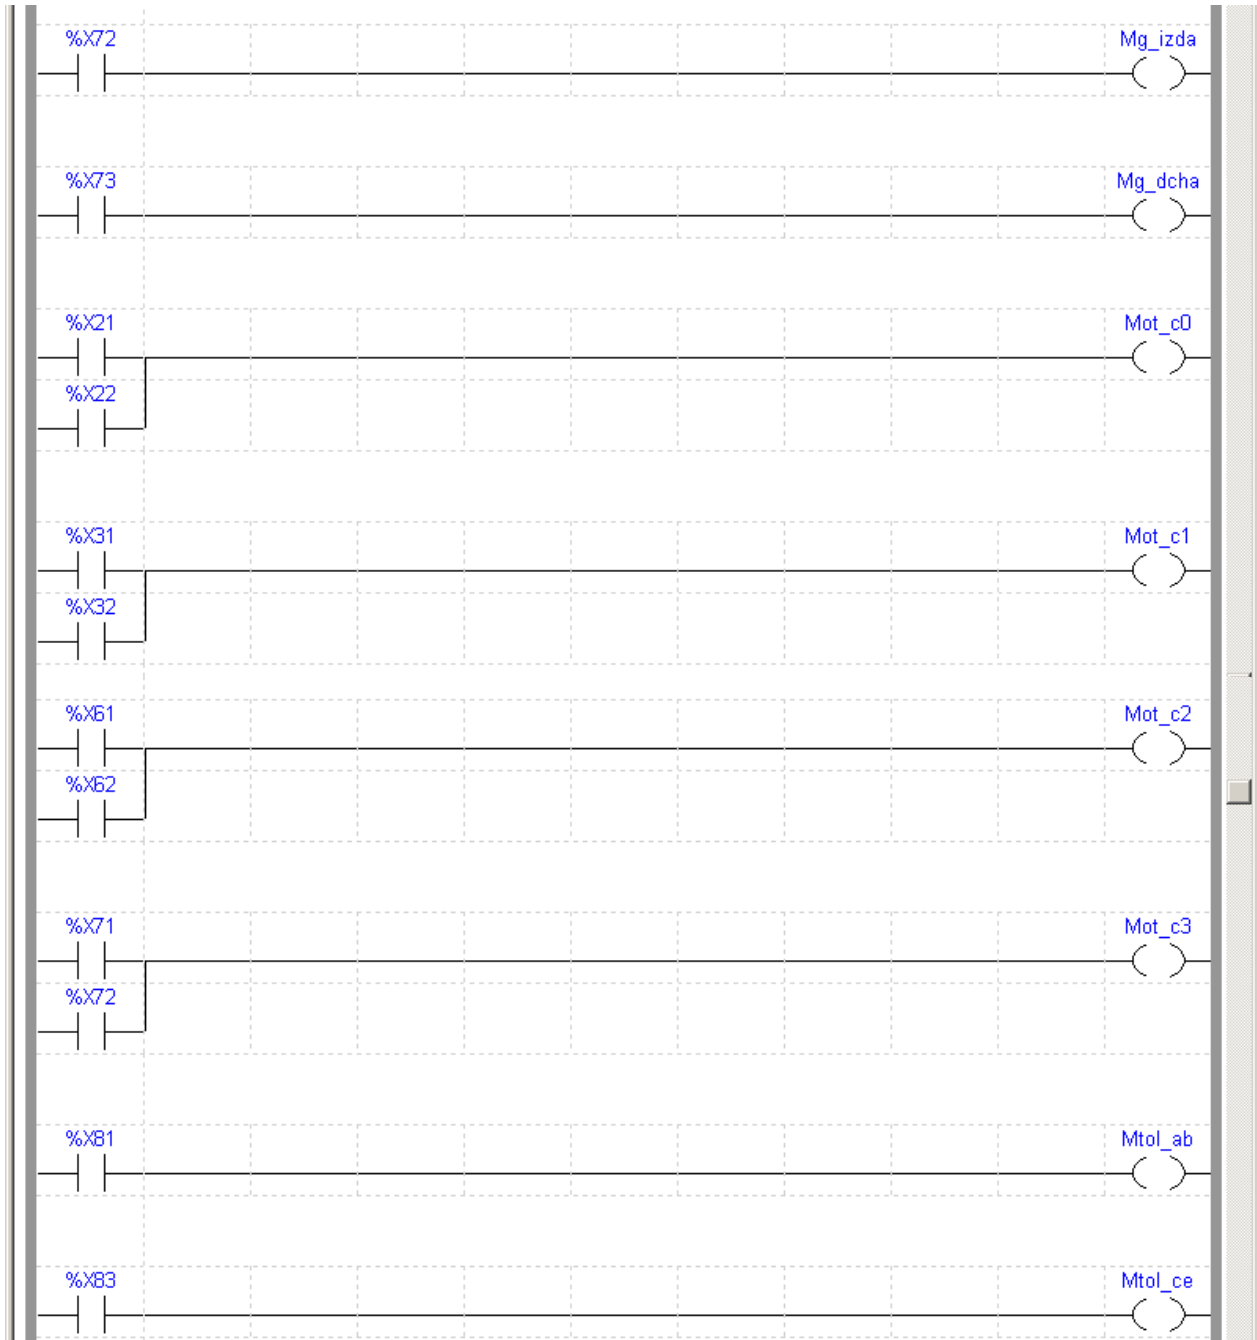 %X72 Mg_izda
%X73 Mg_dcha
%X21 Mot_c0
%X22
%X31 Mot_c1
%X32
%X61 Mot_c2
%X62
%X71 Mot_c3
%X72
%X81 Mtol_ab
%X83 Mtol_ce